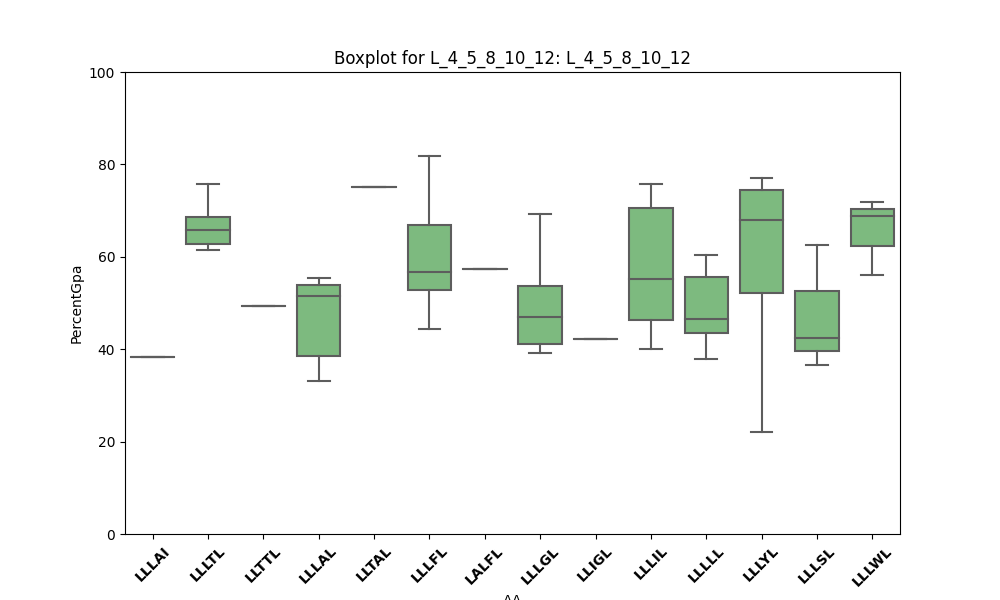 Boxplot for L_4_5_8_10_12: L_4_5_8_10_12
100
80
60
40
20
0
PercentGpa
LLLAI LLLTL LLTTL LLLAL LLTAL LLLFL LALFL LLLGL LLIGL LLLIL LLLLL LLLYL LLLSL LLLWL
AA